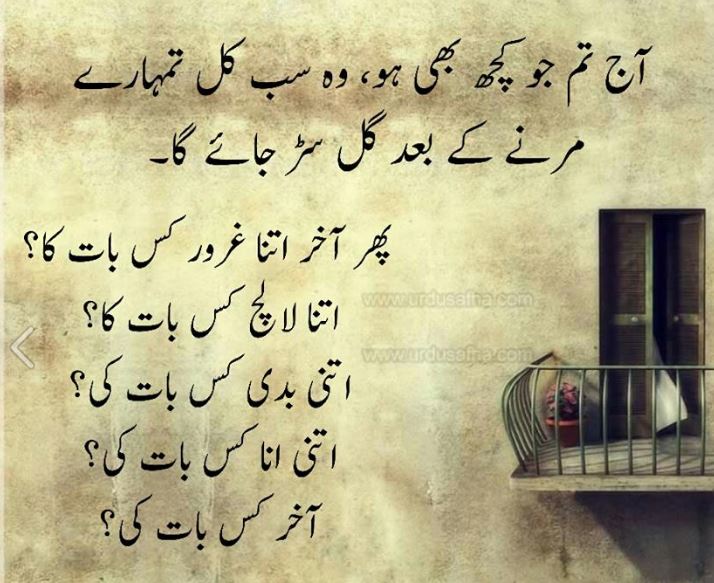 آج تم جو کچھ بھی ہو، وہ سب کل تمہارے
مرنے کے بعد گل سڑ جائے گا۔
پھر آخر اتنا غرور کس بات کا؟
اتنا لالچ کس بات کا؟
www.urdusafha.com
www.urdusafha.com
اتنی بدی کس بات کی؟
اتنی انا کس بات کی؟
آخر کس بات کی؟